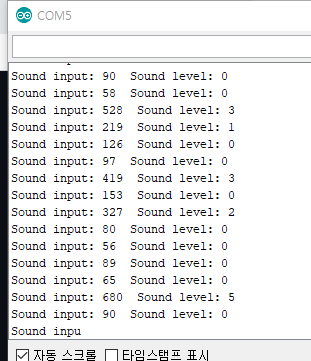 COM5
Sound input: 90  Sound level: 0
Sound input: 58  Sound level: 0
Sound input: 528  Sound level: 3
Sound input: 219  Sound level: 1
Sound input: 126  Sound level: 0
Sound input: 97  Sound level: 0
Sound input: 419  Sound level: 3
Sound input: 153  Sound level: 0
Sound input: 327  Sound level: 2
Sound input: 80  Sound level: 0
Sound input: 56  Sound level: 0
Sound input: 89  Sound level: 0
Sound input: 65  Sound level: 0
Sound input: 680  Sound level: 5
Sound input: 90  Sound level: 0
Sound inpu
자동 스크롤 타임스탬프 표시